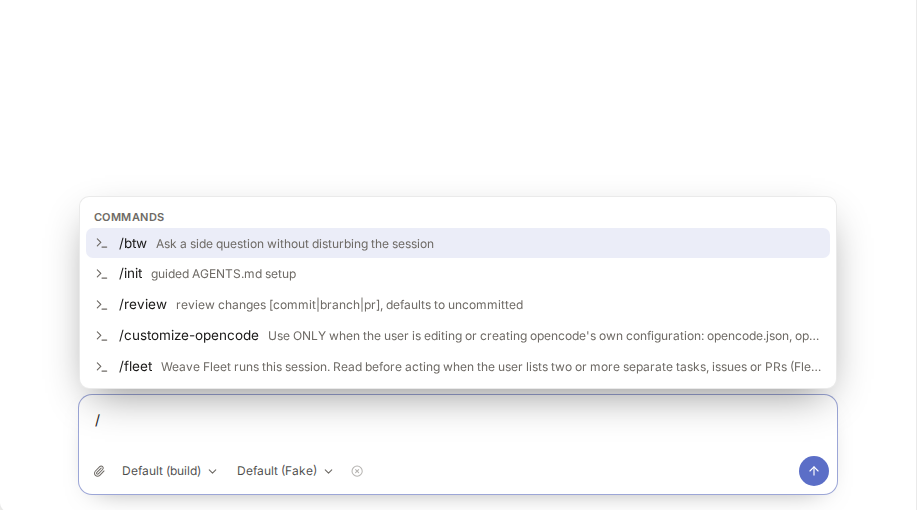 COMMANDS
/btw Ask a side question without disturbing the session
/init guided AGENTS.md setup
/review review changes [commit|branch|pr], defaults to uncommitted
/customize-opencode Use ONLY when the user is editing or creating opencode's own configuration: opencode.json, op...
/fleet Weave Fleet runs this session. Read before acting when the user lists two or more separate tasks, issues or PRs (Fle...
/
Default (build) Default (Fake)